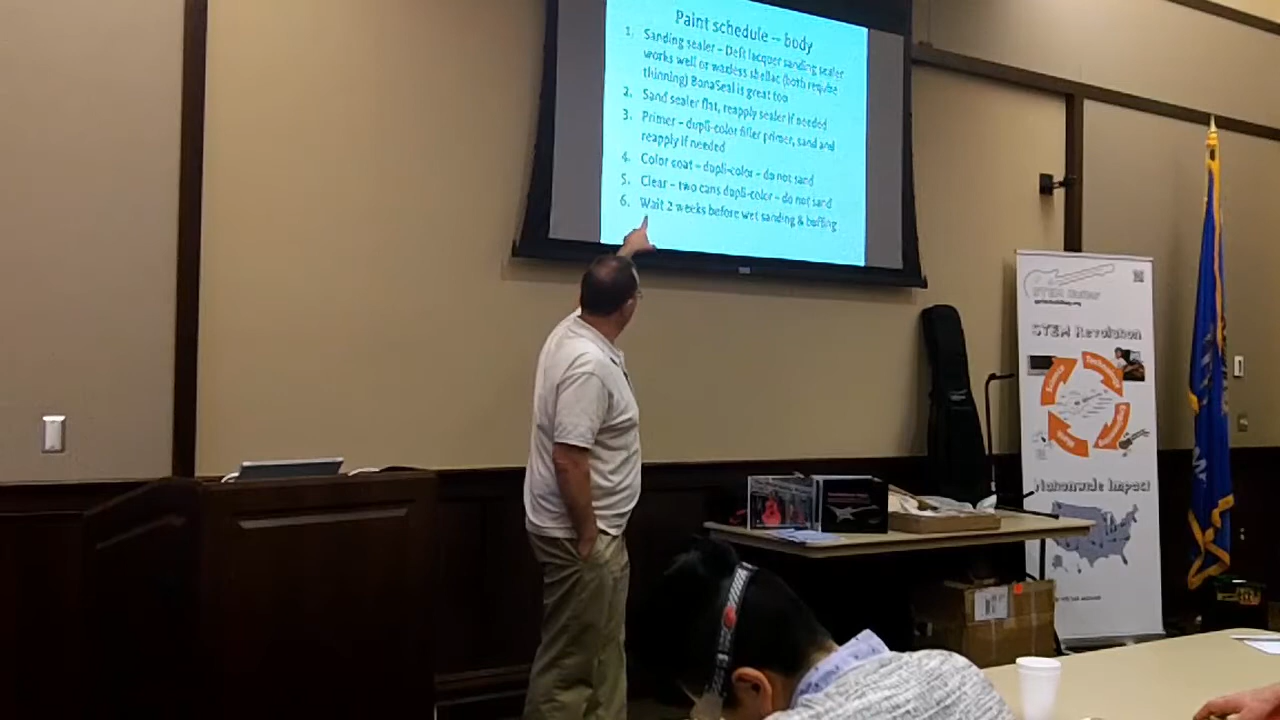 Paint schedule -- body
1. Sanding sealer – Deft lacquer sanding sealer
works well or waxless shellac (both require
thinning) BonaSeal is great too
2. Sand sealer flat, reapply sealer if needed
3. Primer – dupli-color filler primer, sand and
reapply if needed
4. Color coat – dupli-color – do not sand
5. Clear – two cans dupli-color – do not sand
6. Wait 2 weeks before wet sanding & buffing
STEM Guitar
STEM Revolution
Nationwide Impact